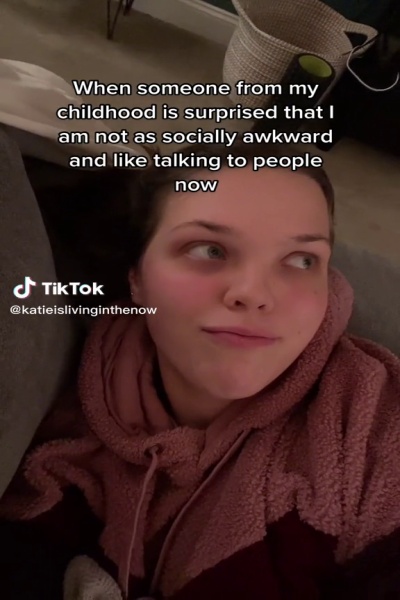 When someone from my
childhood is surprised that I
am not as socially awkward
and like talking to people
now
TikTok
@katieislivinginthenow